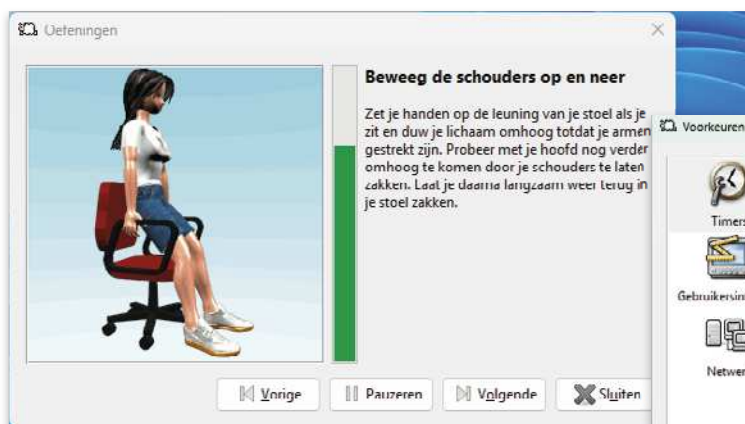 Oefeningen
Beweeg de schouders op en neer
Zet je handen op de leuning van je stoel als je
zit en duw je lichaam omhoog totdat je armen
gestrekt zijn. Probeer met je hoofd nog verder
omhoog te komen door je schouders te laten
zakken. Laat je daarna langzaam weer terug in
je stoel zakken.
Vorige
Pauzeren
Volgende
Sluiten
Voorkeuren
Timers
Gebruikersin
Netwer